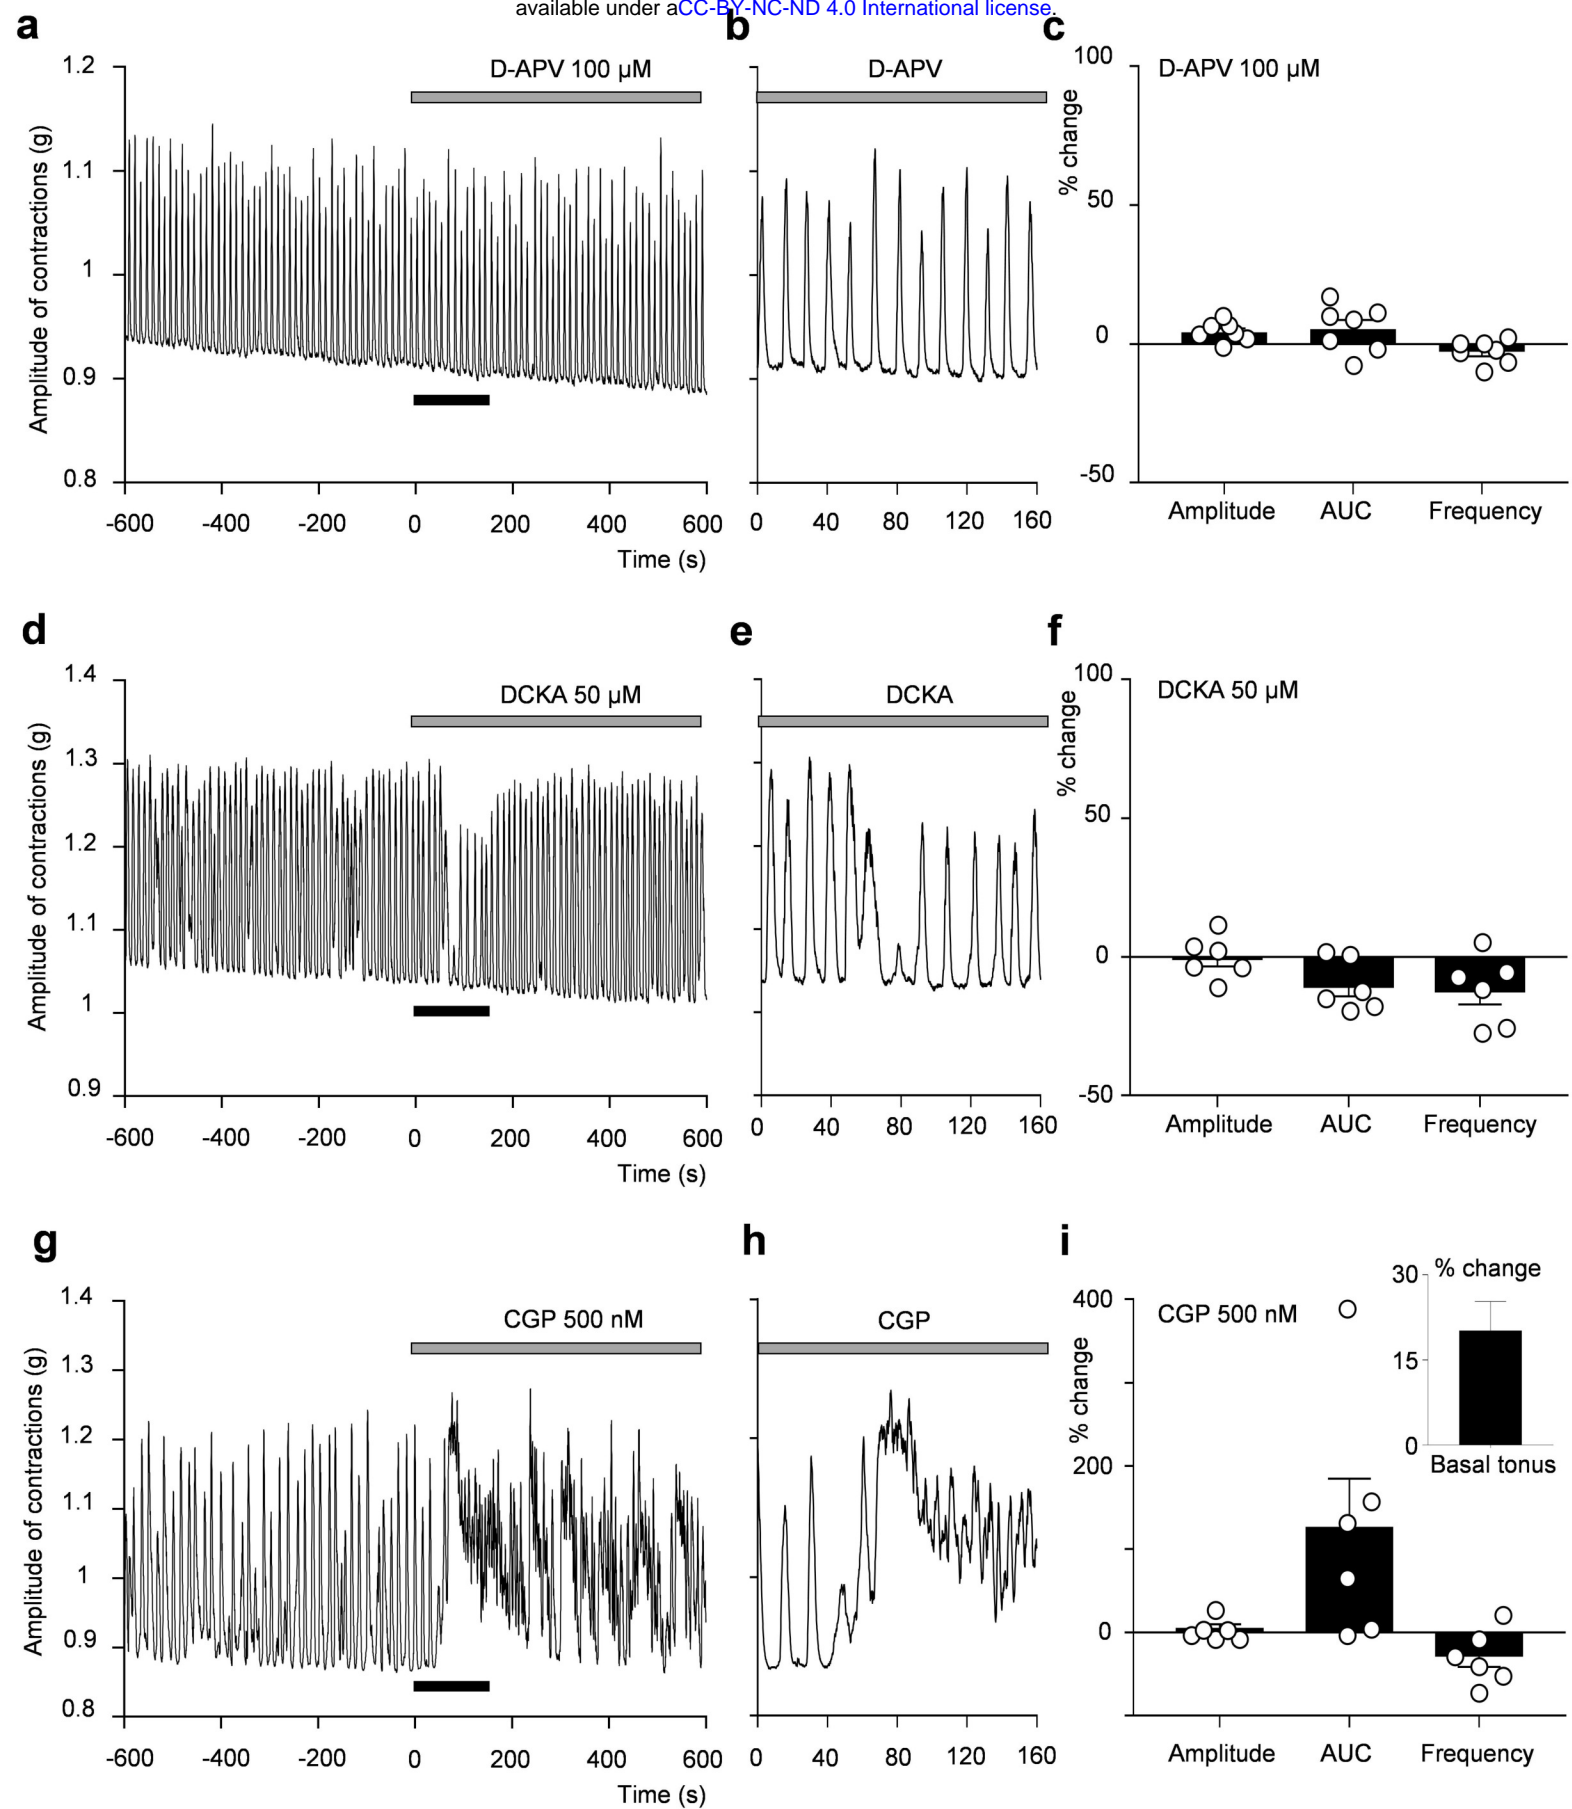 available under aCC-BY-NC-ND 4.0 International license.
a
b
c
1.2
1.1
1
0.9
0.8
Amplitude of contractions (g)
D-APV 100 µM
-600 -400 -200 0 200 400 600
Time (s)
D-APV
0 40 80 120 160
100
50
0
-50
% change
D-APV 100 µM
Amplitude AUC Frequency
d
e
f
1.4
1.3
1.2
1.1
1
0.9
Amplitude of contractions (g)
DCKA 50 µM
-600 -400 -200 0 200 400 600
Time (s)
DCKA
0 40 80 120 160
100
50
0
-50
% change
DCKA 50 µM
Amplitude AUC Frequency
g
h
i
1.4
1.3
1.2
1.1
1
0.9
0.8
Amplitude of contractions (g)
CGP 500 nM
-600 -400 -200 0 200 400 600
Time (s)
CGP
0 40 80 120 160
400
200
0
% change
CGP 500 nM
30
15
0
% change
Basal tonus
Amplitude AUC Frequency